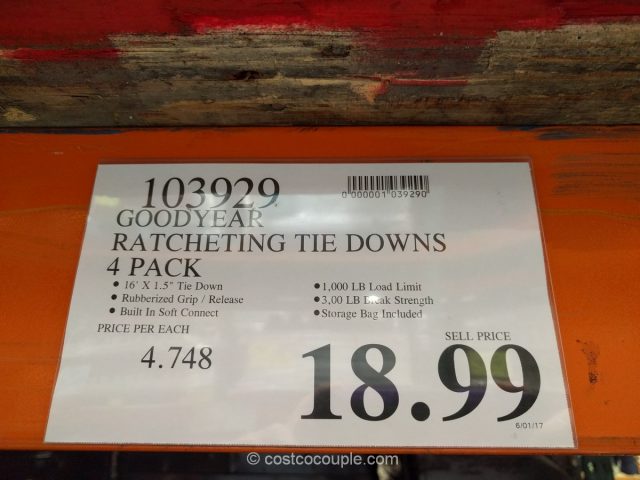 103929
0 000001 039290
GOODYEAR
RATCHETING TIE DOWNS
4 PACK
• 16' X 1.5" Tie Down
• Rubberized Grip / Release
• Built In Soft Connect
• 1,000 LB Load Limit
• 3,00 LB Break Strength
• Storage Bag Included
PRICE PER EACH
4.748
SELL PRICE
18.99
6/01/17
© costcocouple.com